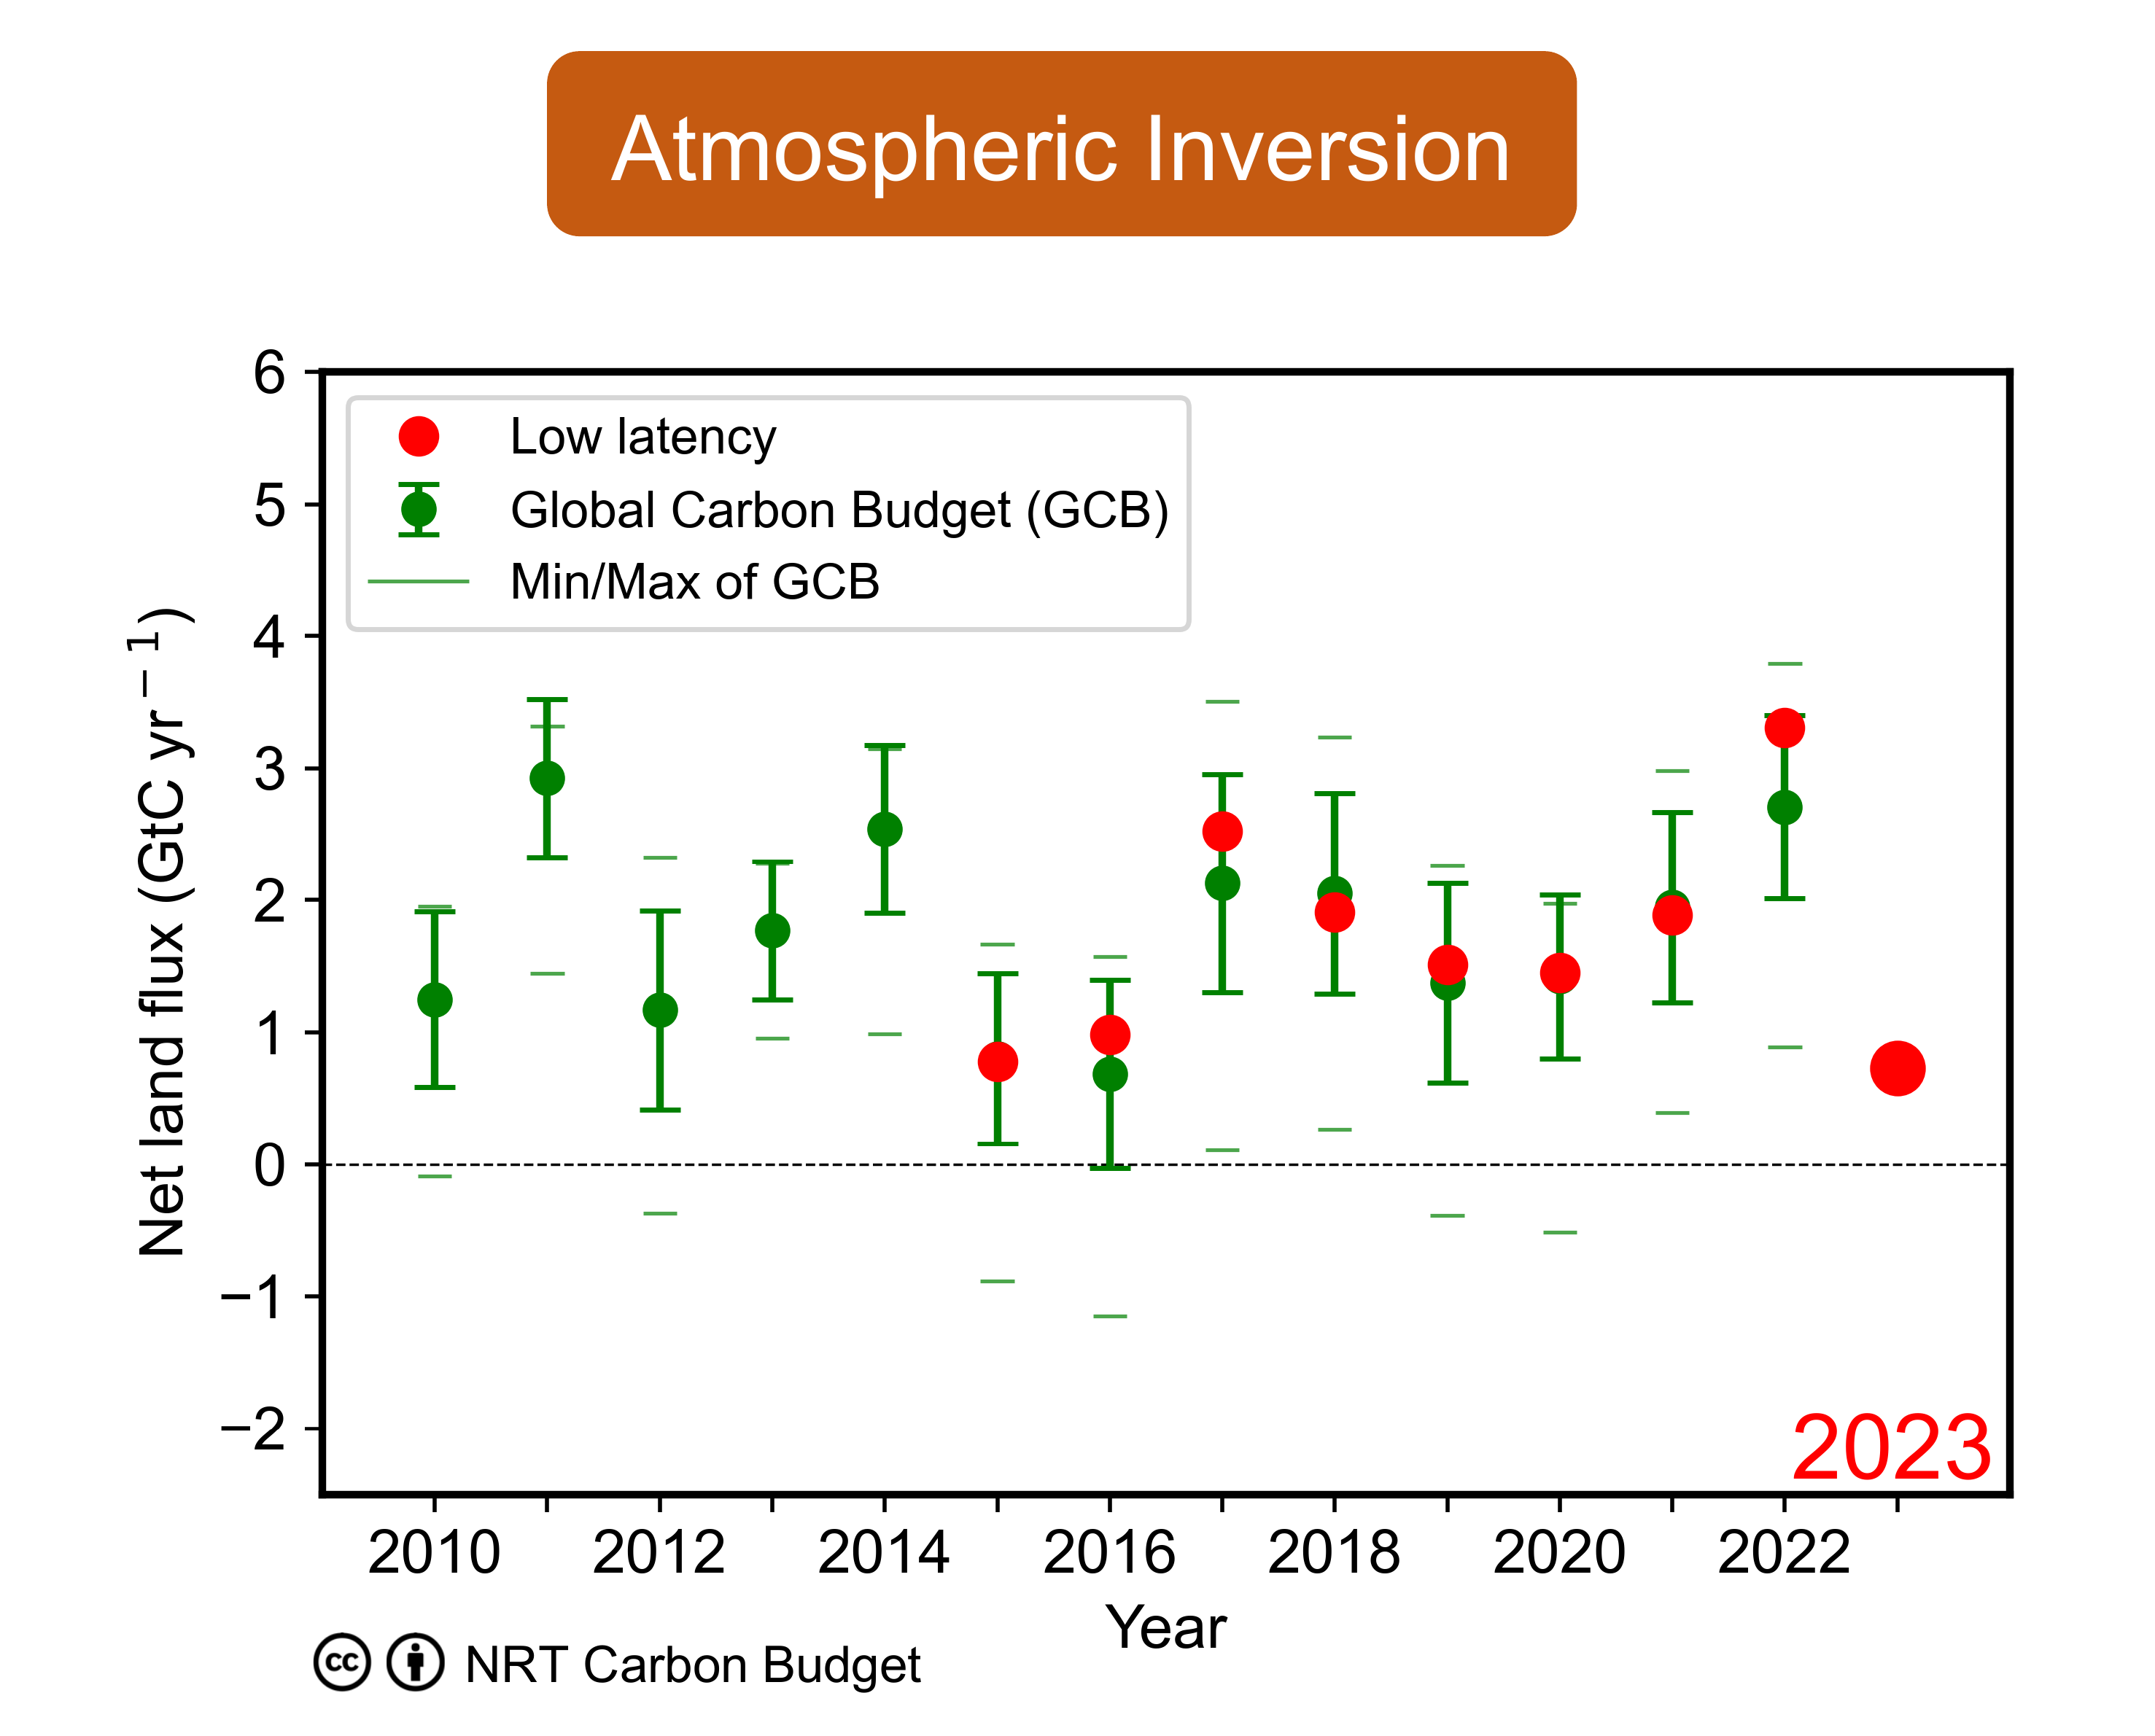 Atmospheric Inversion
Low latency
Global Carbon Budget (GCB)
Min/Max of GCB
Net land flux (GtC yr⁻¹)
6
5
4
3
2
1
0
−1
−2
2023
2010 2012 2014 2016 2018 2020 2022
Year
cc NRT Carbon Budget